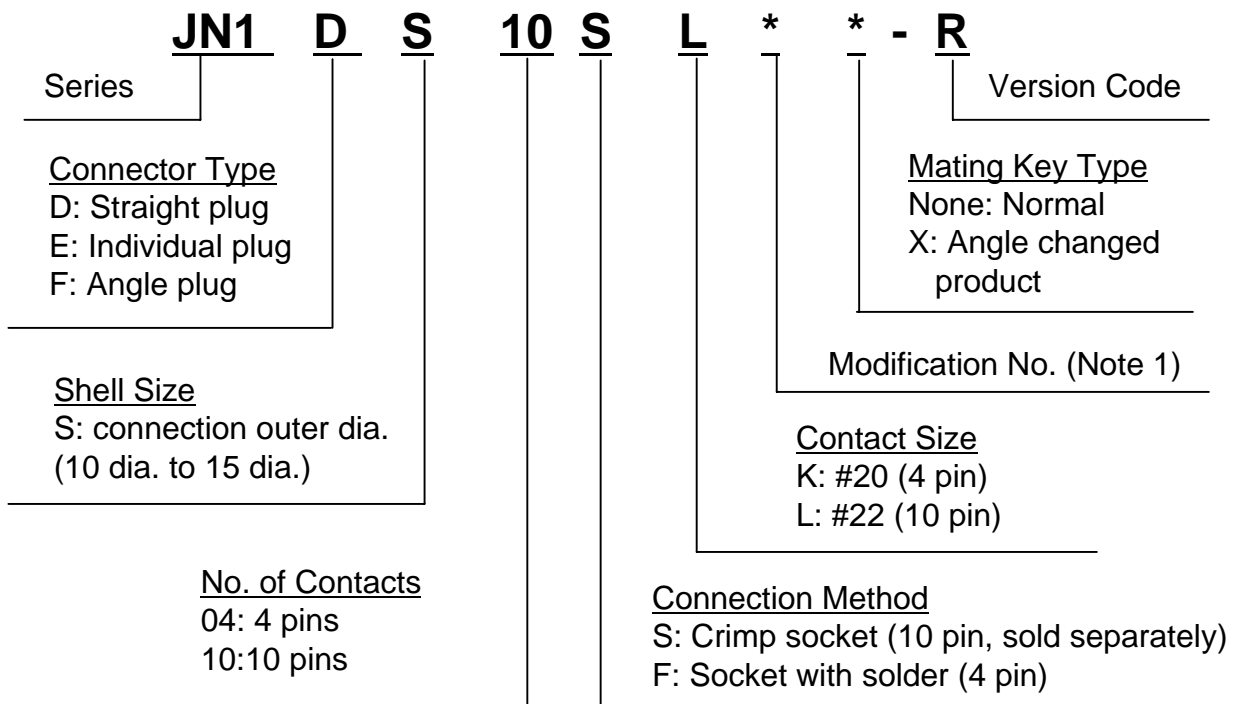 JN1 D S 10 S L * * - R
Series
Version Code
Connector Type
D: Straight plug
E: Individual plug
F: Angle plug
Mating Key Type
None: Normal
X: Angle changed
product
Modification No. (Note 1)
Shell Size
S: connection outer dia.
(10 dia. to 15 dia.)
Contact Size
K: #20 (4 pin)
L: #22 (10 pin)
No. of Contacts
04: 4 pins
10:10 pins
Connection Method
S: Crimp socket (10 pin, sold separately)
F: Socket with solder (4 pin)